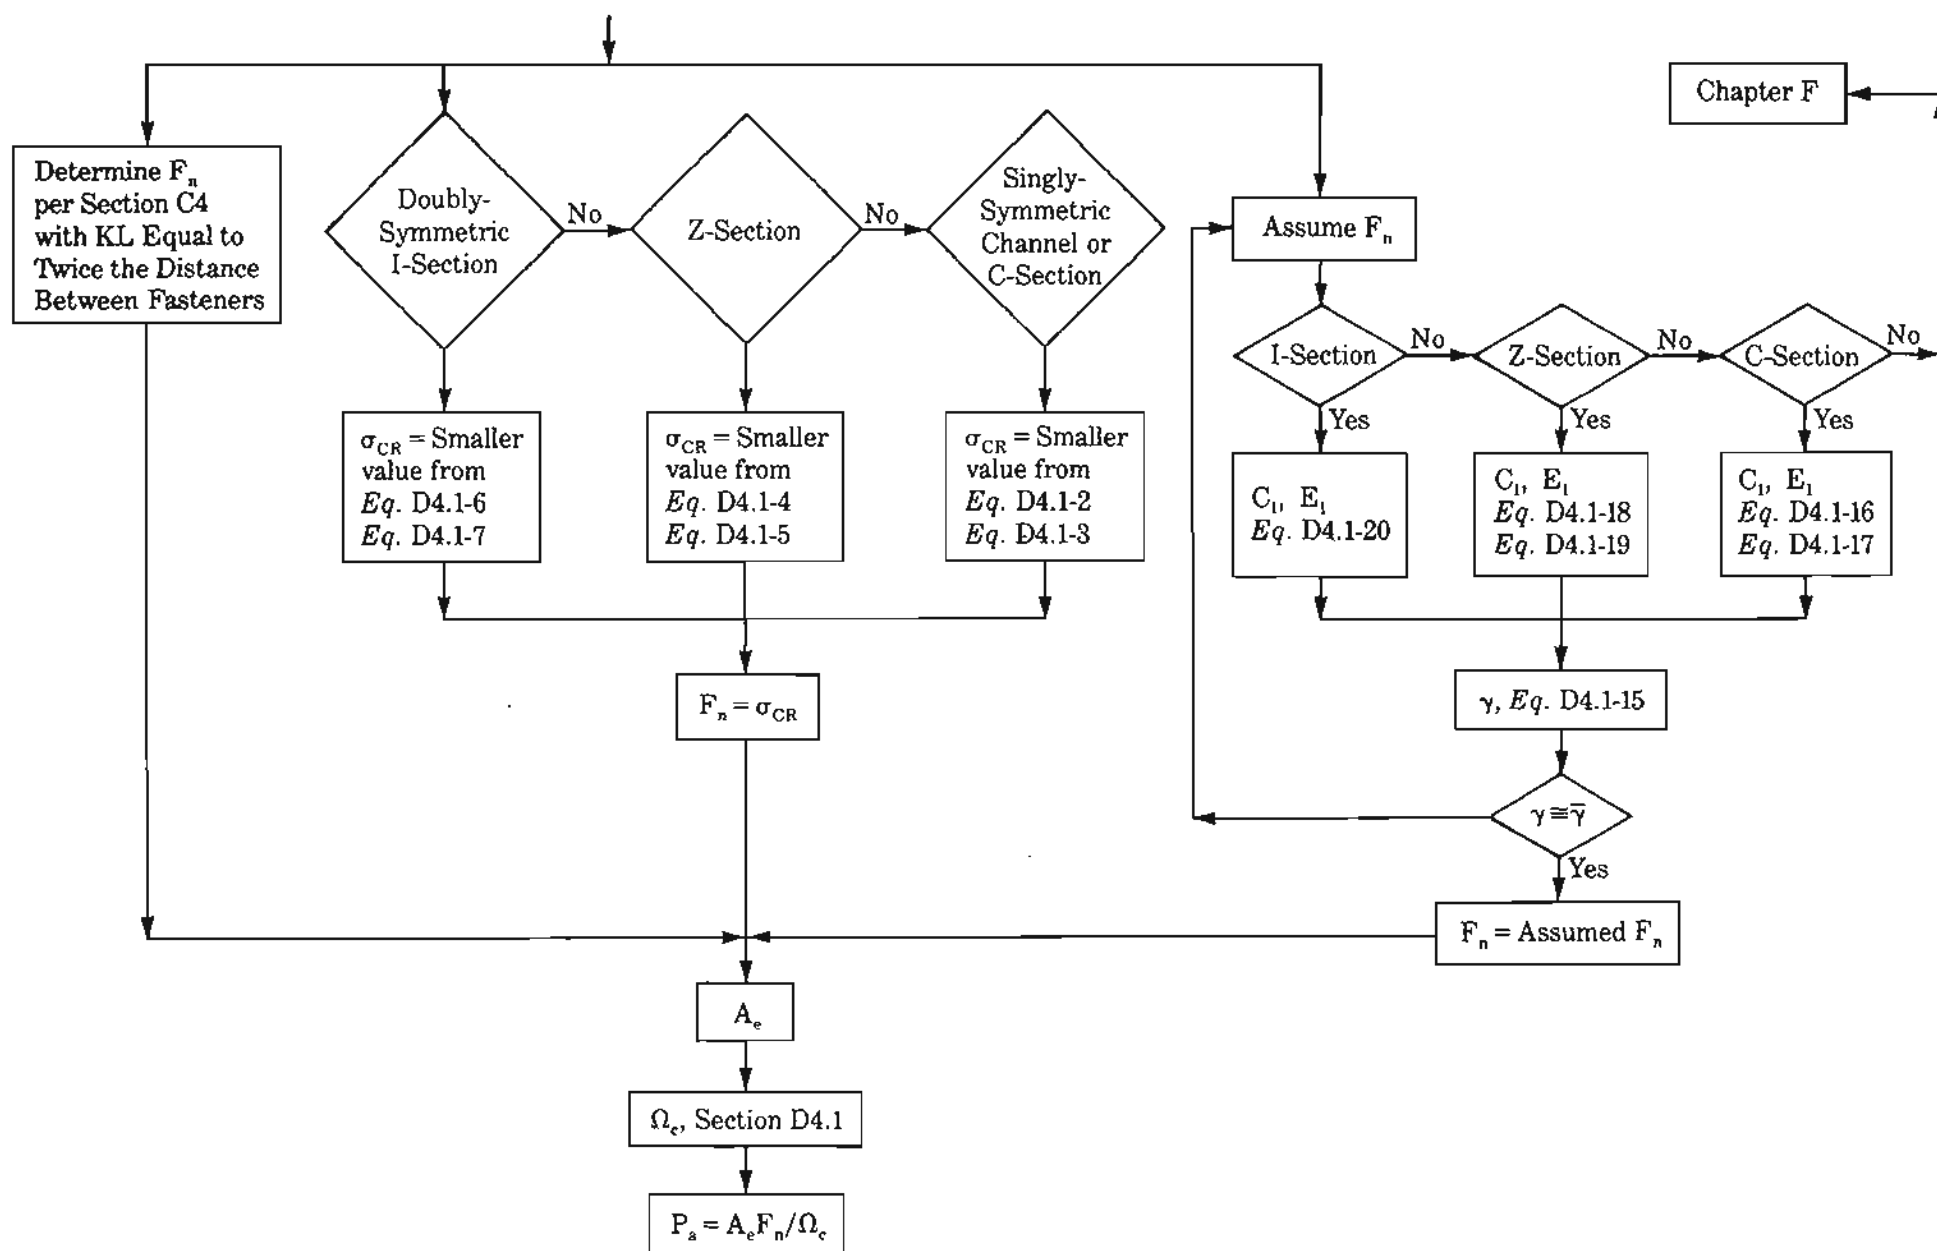 Chapter F
Determine Fₙ
per Section C4
with KL Equal to
Twice the Distance
Between Fasteners
Doubly-
Symmetric
I-Section
No
Z-Section
No
Singly-
Symmetric
Channel or
C-Section
Assume Fₙ
I-Section
No
Z-Section
No
C-Section
No
Yes
Yes
Yes
σCR = Smaller
value from
Eq. D4.1-6
Eq. D4.1-7
σCR = Smaller
value from
Eq. D4.1-4
Eq. D4.1-5
σCR = Smaller
value from
Eq. D4.1-2
Eq. D4.1-3
C₁, E₁
Eq. D4.1-20
C₁, E₁
Eq. D4.1-18
Eq. D4.1-19
C₁, E₁
Eq. D4.1-16
Eq. D4.1-17
Fₙ = σCR
γ, Eq. D4.1-15
γ ≅ γ̅
Yes
Fₙ = Assumed Fₙ
Aₑ
Ω꜀, Section D4.1
Pₐ = AₑFₙ/Ω꜀